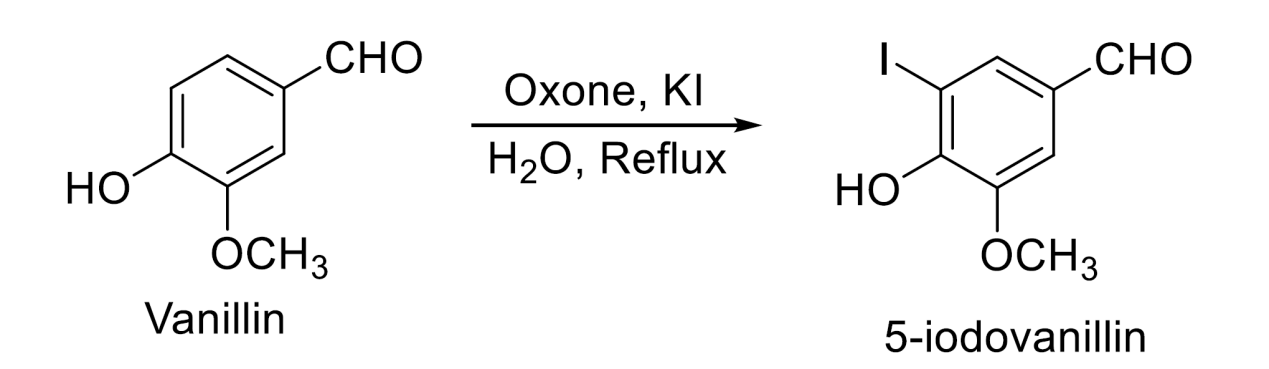 CHO
HO
OCH₃
Vanillin
Oxone, KI
H₂O, Reflux
I
CHO
HO
OCH₃
5-iodovanillin